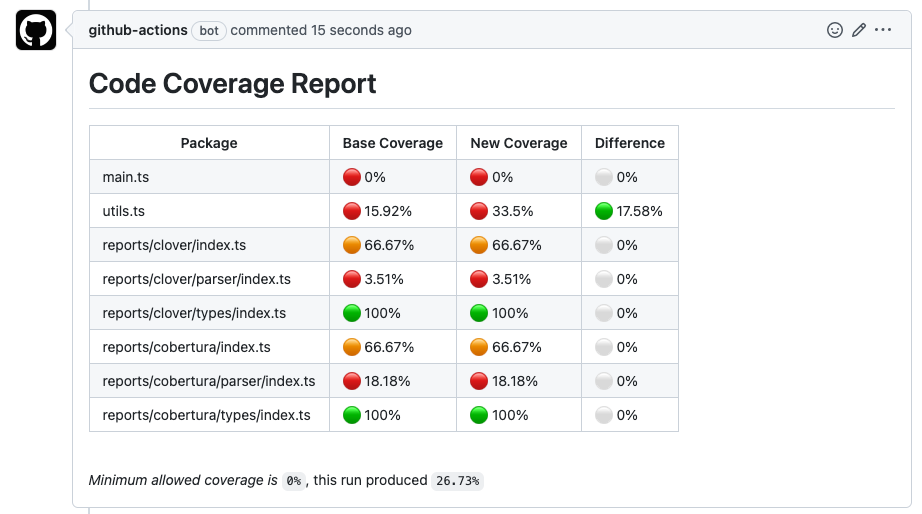 github-actions bot commented 15 seconds ago
Code Coverage Report
Package Base Coverage New Coverage Difference
main.ts 0% 0% 0%
utils.ts 15.92% 33.5% 17.58%
reports/clover/index.ts 66.67% 66.67% 0%
reports/clover/parser/index.ts 3.51% 3.51% 0%
reports/clover/types/index.ts 100% 100% 0%
reports/cobertura/index.ts 66.67% 66.67% 0%
reports/cobertura/parser/index.ts 18.18% 18.18% 0%
reports/cobertura/types/index.ts 100% 100% 0%
Minimum allowed coverage is 0%, this run produced 26.73%